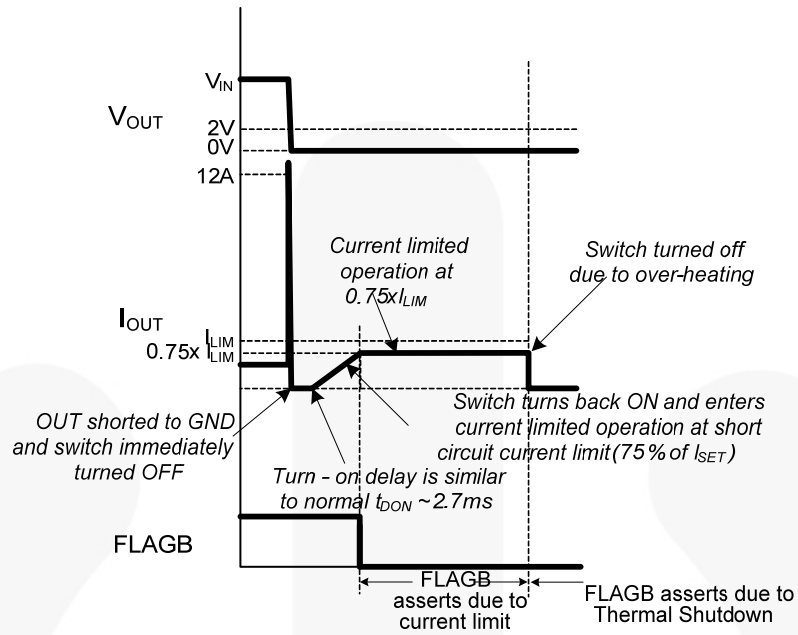 VIN
VOUT
2V
0V
12A
Current limited
operation at
0.75xILIM
Switch turned off
due to over-heating
IOUT
ILIM
0.75x ILIM
OUT shorted to GND
and switch immediately
turned OFF
Switch turns back ON and enters
current limited operation at short
circuit current limit(75% of ISET)
Turn - on delay is similar
to normal tDON ~2.7ms
FLAGB
FLAGB
asserts due to
current limit
FLAGB asserts due to
Thermal Shutdown